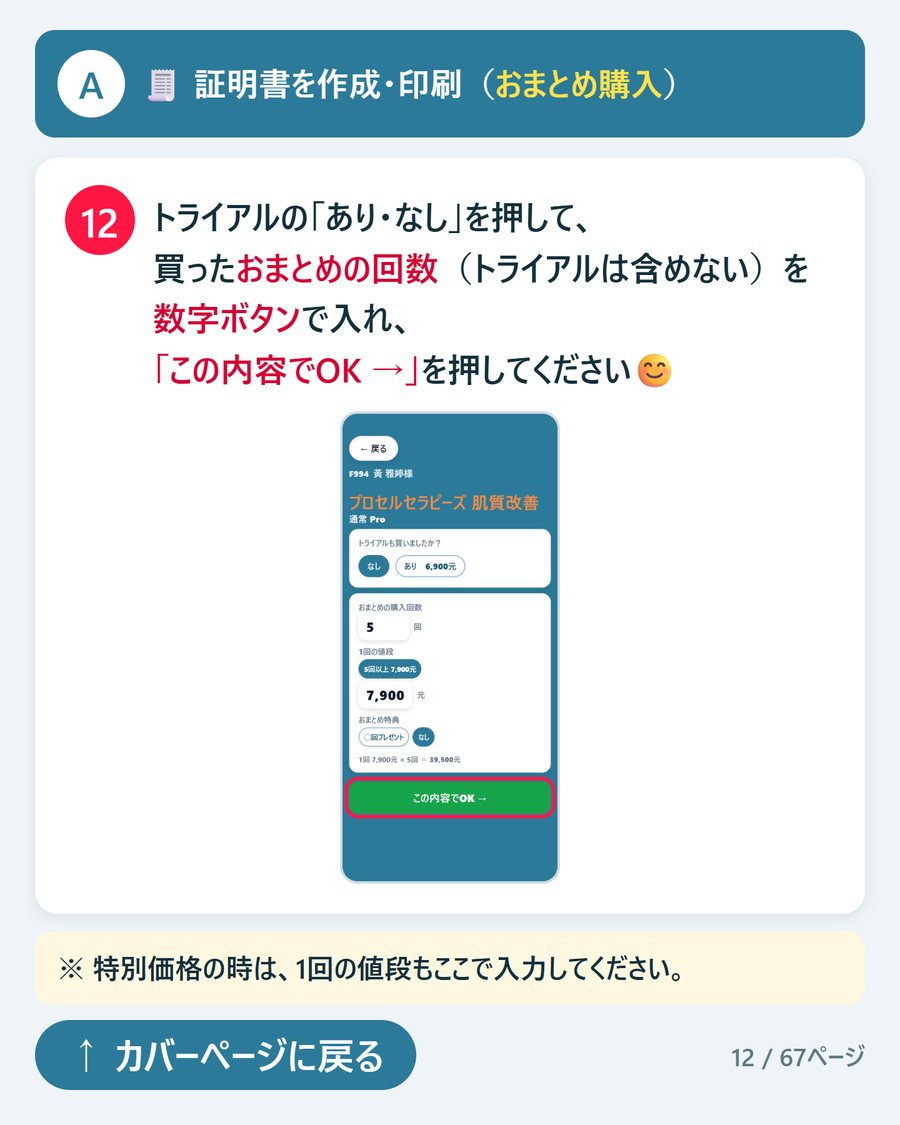 A 証明書を作成・印刷（おまとめ購入）
12 トライアルの「あり・なし」を押して、
買ったおまとめの回数（トライアルは含めない）を
数字ボタンで入れ、
「この内容でOK →」を押してください😊
← 戻る
F994 黃 雅婷様
プロセルセラピーズ 肌質改善
通常 Pro
トライアルも買いましたか？
なし あり 6,900元
おまとめの購入回数
5 回
1回の値段
5回以上 7,900元
7,900 元
おまとめ特典
〇回プレゼント なし
1回 7,900元 × 5回 = 39,500元
この内容でOK →
※ 特別価格の時は、1回の値段もここで入力してください。
↑ カバーページに戻る
12 / 67ページ